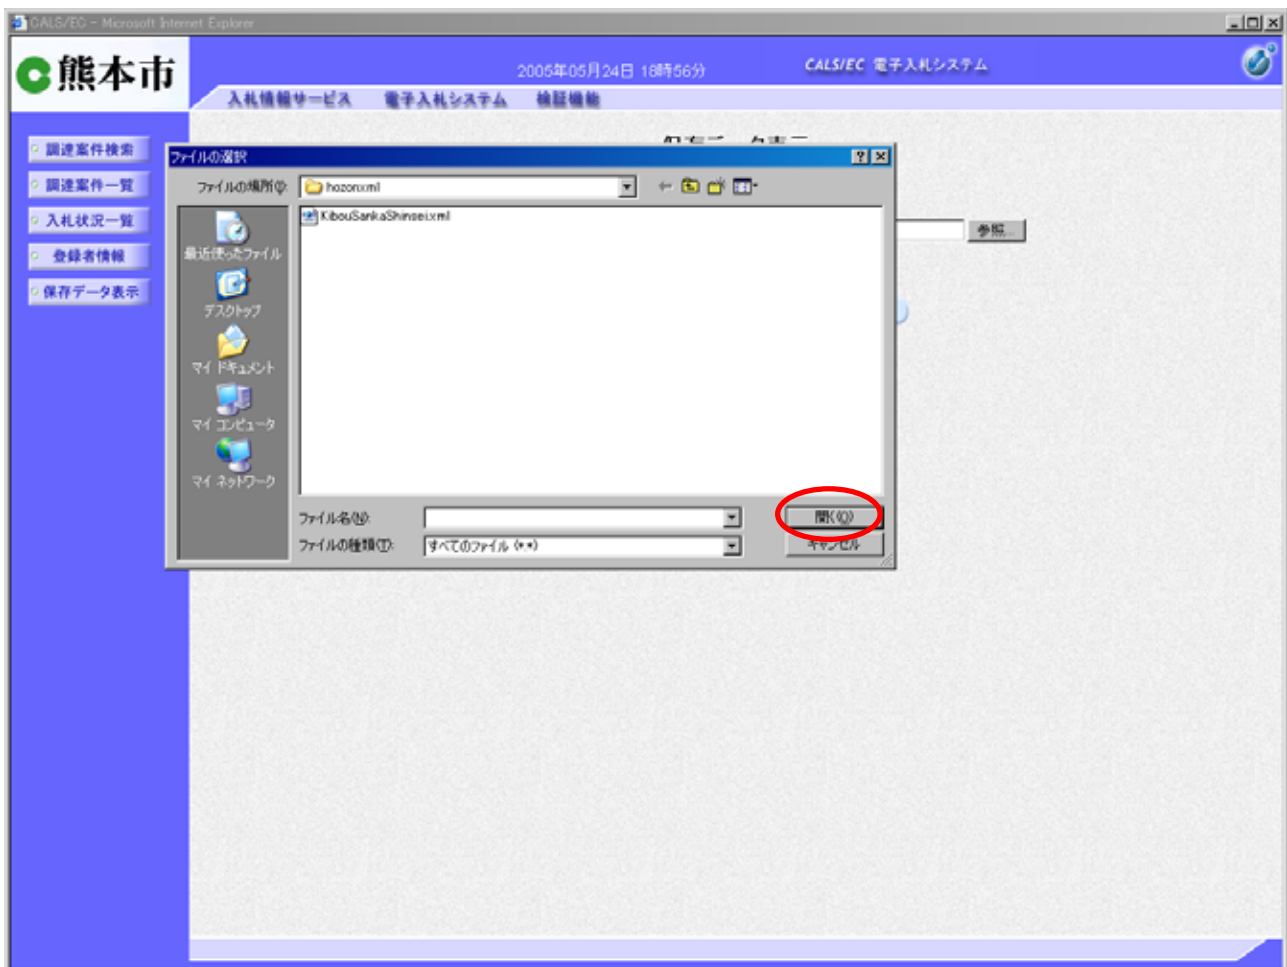 CALS/EC - Microsoft Internet Explorer
熊本市
2005年05月24日 18時56分
CALS/EC 電子入札システム
入札情報サービス 電子入札システム 検証機能
調達案件検索
調達案件一覧
入札状況一覧
登録者情報
保存データ表示
参照...
ファイルの選択
ファイルの場所(I):
hozonxml
KibouSankaShinsei.xml
最近使ったファイル
デスクトップ
マイ ドキュメント
マイ コンピュータ
マイ ネットワーク
ファイル名(N):
開く(O)
ファイルの種類(T):
すべてのファイル (*.*)
キャンセル